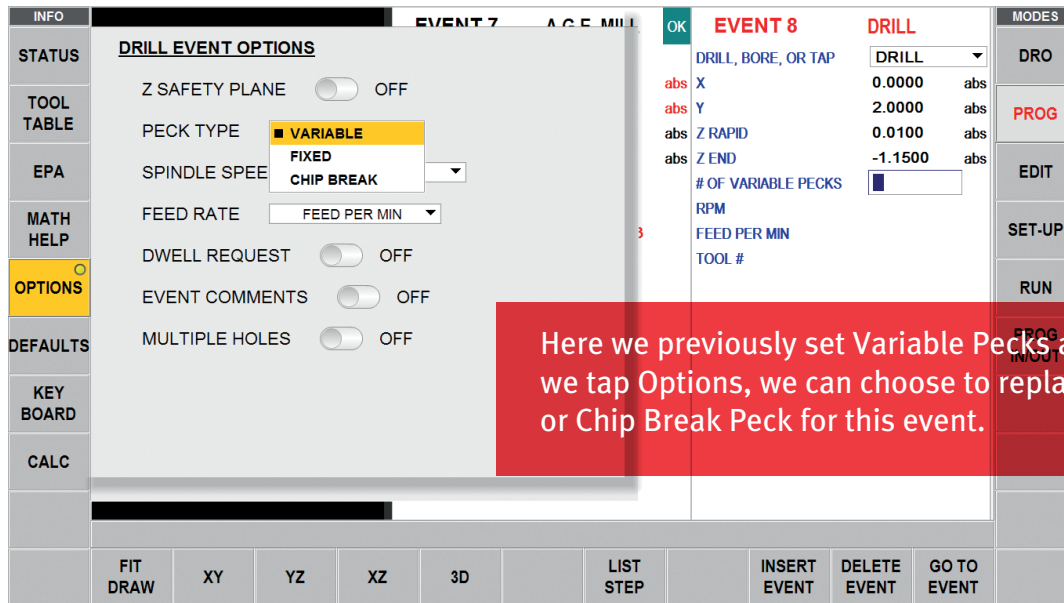 INFO
STATUS
TOOL
TABLE
EPA
MATH
HELP
OPTIONS
DEFAULTS
KEY
BOARD
CALC
DRILL EVENT OPTIONS
Z SAFETY PLANE OFF
PECK TYPE
VARIABLE
FIXED
CHIP BREAK
SPINDLE SPEE
FEED RATE FEED PER MIN
DWELL REQUEST OFF
EVENT COMMENTS OFF
MULTIPLE HOLES OFF
EVENT 7 A.G.E. MILL
OK
EVENT 8 DRILL
DRILL, BORE, OR TAP DRILL
abs X 0.0000 abs
abs Y 2.0000 abs
abs Z RAPID 0.0100 abs
abs Z END -1.1500 abs
# OF VARIABLE PECKS
RPM
FEED PER MIN
TOOL #
Here we previously set Variable Pecks a
we tap Options, we can choose to repla
or Chip Break Peck for this event.
MODES
DRO
PROG
EDIT
SET-UP
RUN
PROG
IN/OUT
FIT
DRAW
XY
YZ
XZ
3D
LIST
STEP
INSERT
EVENT
DELETE
EVENT
GO TO
EVENT